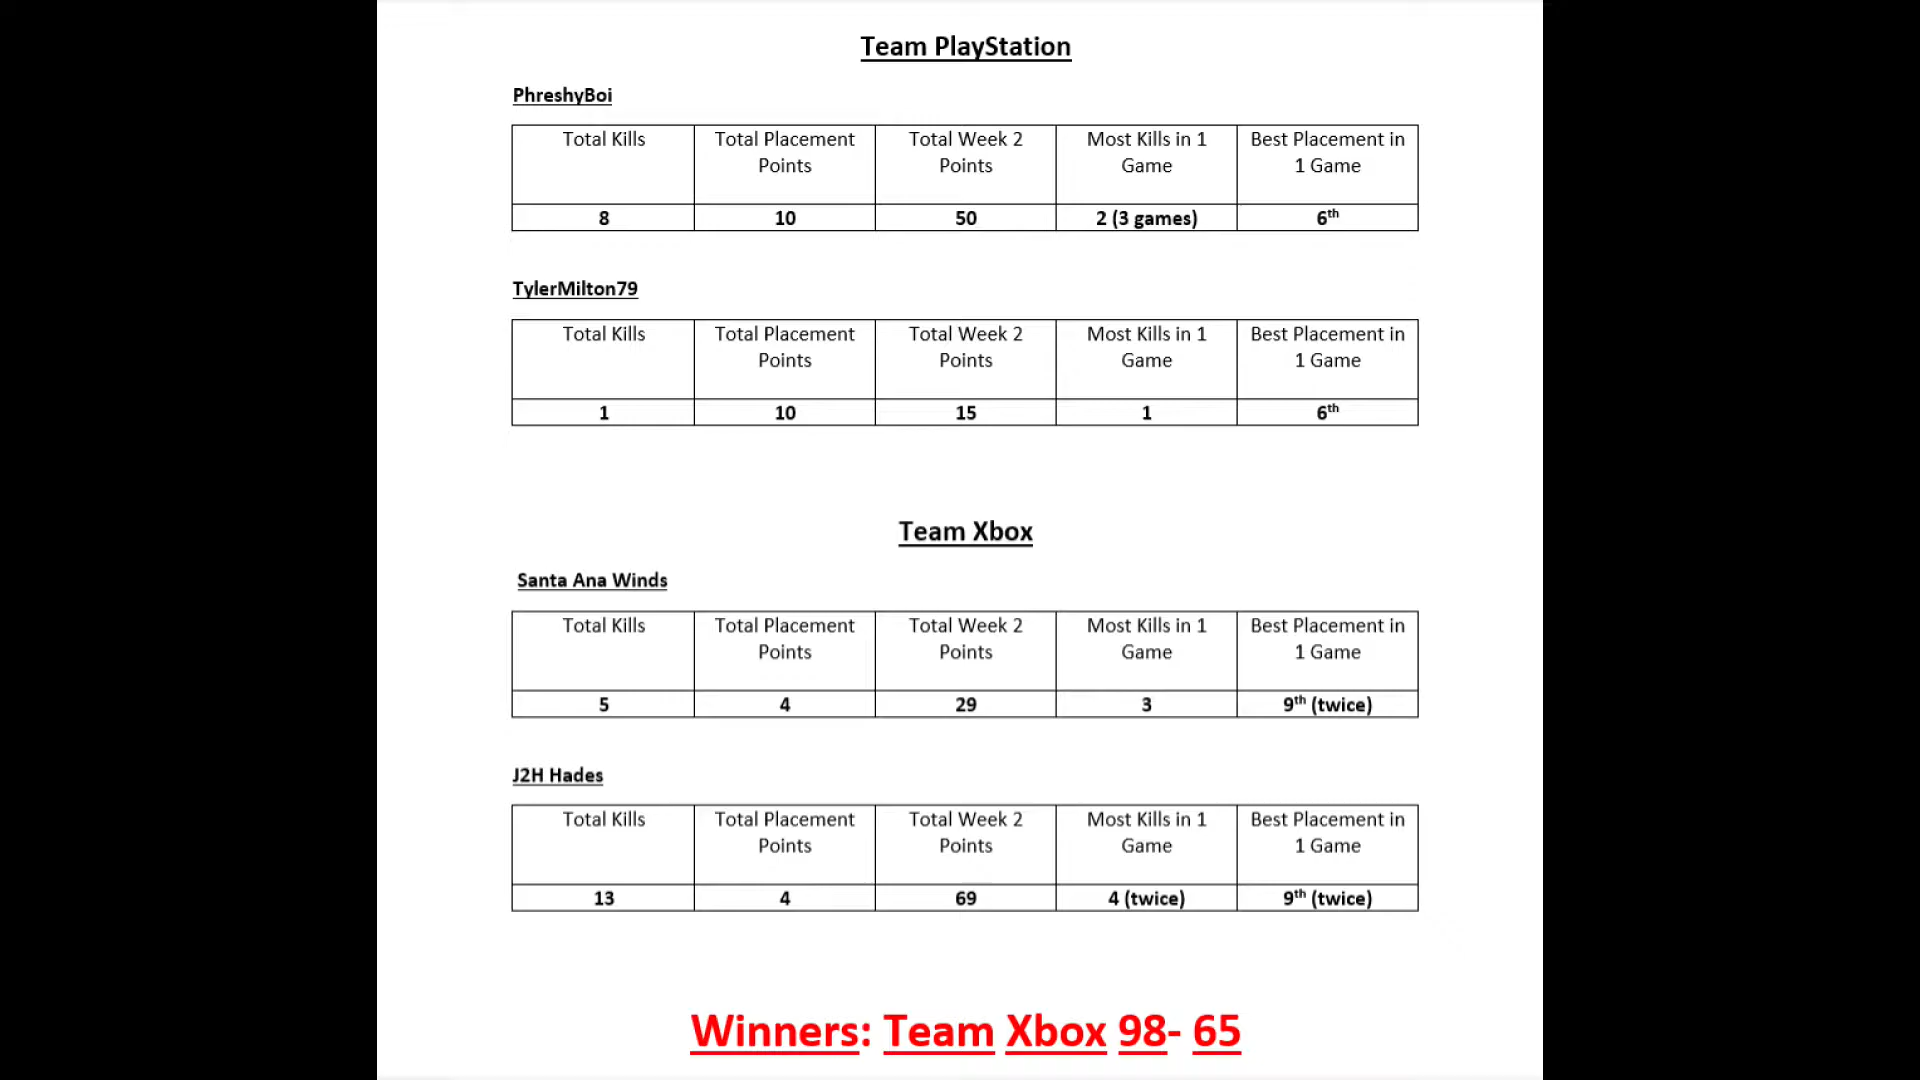 Team PlayStation
PhreshyBoi
Total Kills Total Placement Points Total Week 2 Points Most Kills in 1 Game Best Placement in 1 Game
8 10 50 2 (3 games) 6th
TylerMilton79
Total Kills Total Placement Points Total Week 2 Points Most Kills in 1 Game Best Placement in 1 Game
1 10 15 1 6th
Team Xbox
Santa Ana Winds
Total Kills Total Placement Points Total Week 2 Points Most Kills in 1 Game Best Placement in 1 Game
5 4 29 3 9th (twice)
J2H Hades
Total Kills Total Placement Points Total Week 2 Points Most Kills in 1 Game Best Placement in 1 Game
13 4 69 4 (twice) 9th (twice)
Winners: Team Xbox 98- 65